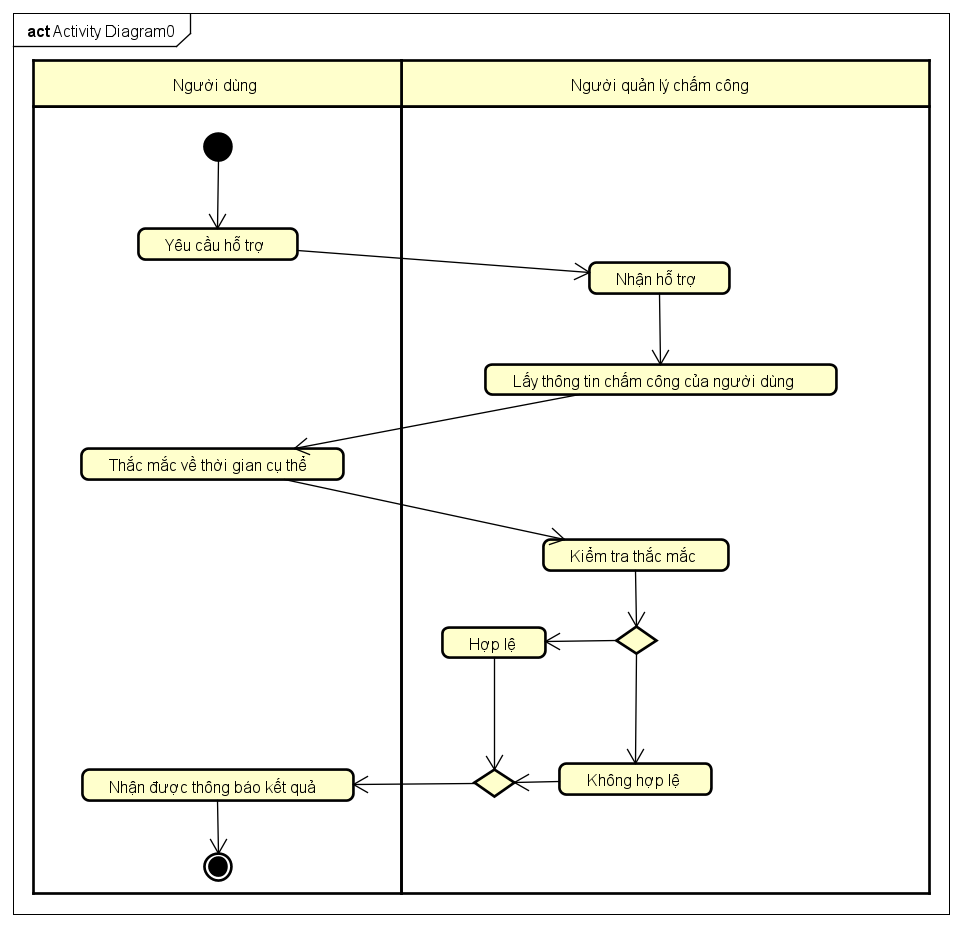 act Activity Diagram0
Người dùng
Người quản lý chấm công
Yêu cầu hỗ trợ
Nhận hỗ trợ
Lấy thông tin chấm công của người dùng
Thắc mắc về thời gian cụ thể
Kiểm tra thắc mắc
Hợp lệ
Không hợp lệ
Nhận được thông báo kết quả